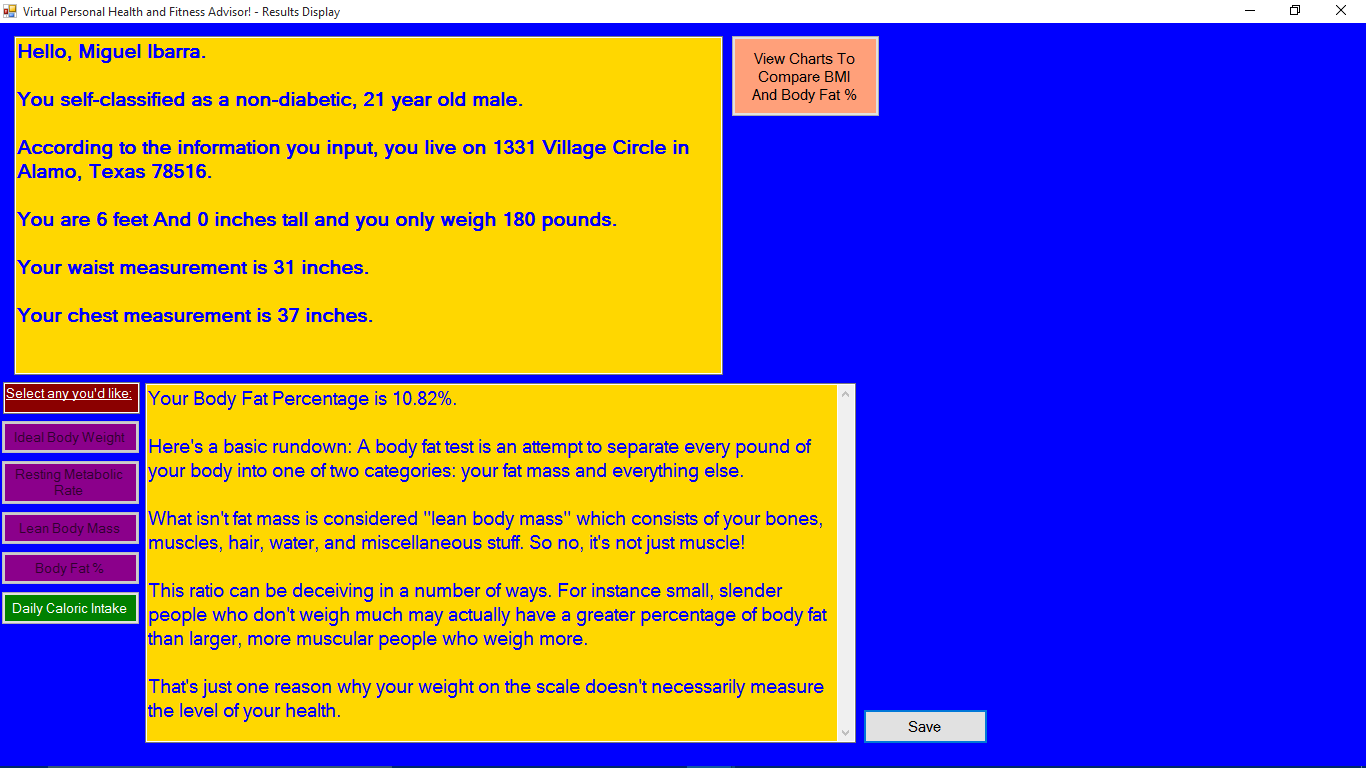 Virtual Personal Health and Fitness Advisor! - Results Display
Hello, Miguel Ibarra.
You self-classified as a non-diabetic, 21 year old male.
According to the information you input, you live on 1331 Village Circle in
Alamo, Texas 78516.
You are 6 feet And 0 inches tall and you only weigh 180 pounds.
Your waist measurement is 31 inches.
Your chest measurement is 37 inches.
View Charts To
Compare BMI
And Body Fat %
Select any you'd like:
Ideal Body Weight
Resting Metabolic
Rate
Lean Body Mass
Body Fat %
Daily Caloric Intake
Your Body Fat Percentage is 10.82%.
Here's a basic rundown: A body fat test is an attempt to separate every pound of
your body into one of two categories: your fat mass and everything else.
What isn't fat mass is considered "lean body mass" which consists of your bones,
muscles, hair, water, and miscellaneous stuff. So no, it's not just muscle!
This ratio can be deceiving in a number of ways. For instance small, slender
people who don't weigh much may actually have a greater percentage of body fat
than larger, more muscular people who weigh more.
That's just one reason why your weight on the scale doesn't necessarily measure
the level of your health.
Save